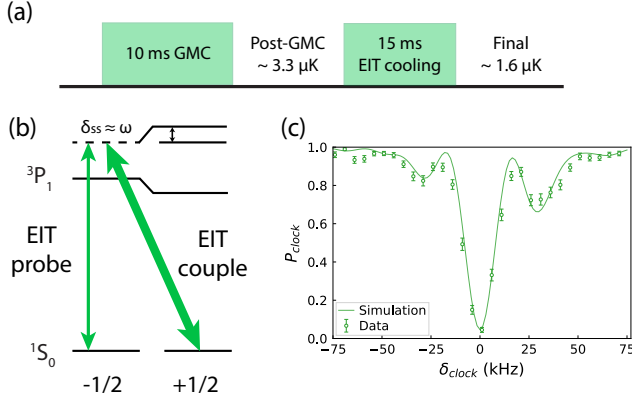 (a)
10 ms GMC
Post-GMC
~ 3.3 μK
15 ms
EIT cooling
Final
~ 1.6 μK
(b)
δss ≈ ω
³P₁
EIT
probe
EIT
couple
¹S₀
-1/2
+1/2
(c)
1.0
0.8
0.6
0.4
0.2
0.0
P_clock
Simulation
Data
−75
−50
−25
0
25
50
75
δ_clock (kHz)